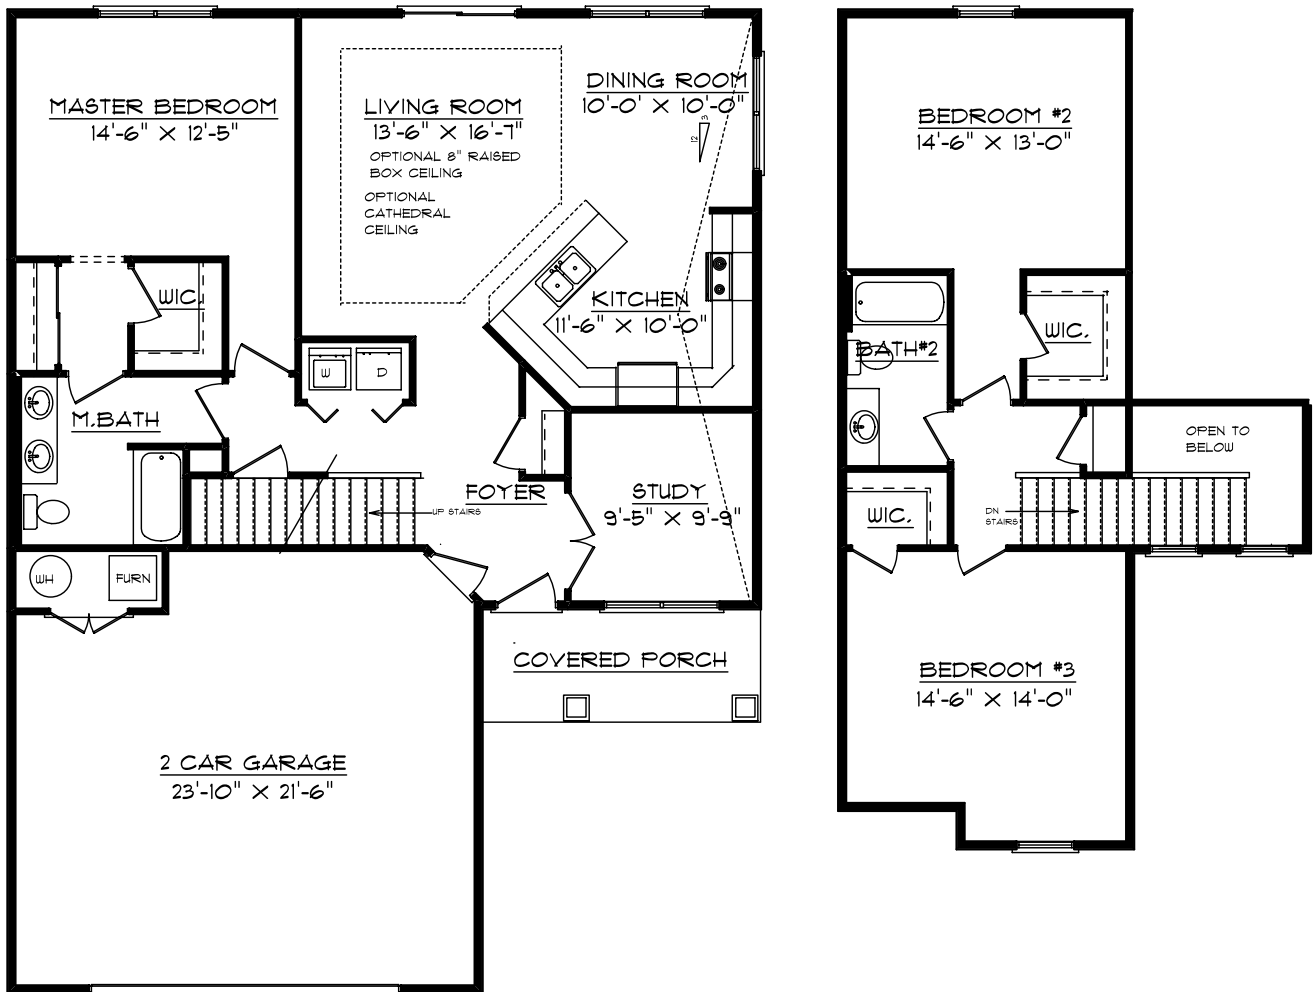 MASTER BEDROOM
14'-6" X 12'-5"
LIVING ROOM
13'-6" X 16'-7"
OPTIONAL 8" RAISED
BOX CEILING
OPTIONAL
CATHEDRAL
CEILING
DINING ROOM
10'-0' X 10'-0"
3
12
WIC.
KITCHEN
11'-6" X 10'-0"
W
D
M.BATH
FOYER
UP STAIRS
STUDY
9'-5" X 9'-9"
WH
FURN
COVERED PORCH
2 CAR GARAGE
23'-10" X 21'-6"
BEDROOM #2
14'-6" X 13'-0"
WIC.
BATH#2
OPEN TO
BELOW
WIC.
DN
STAIRS
BEDROOM #3
14'-6" X 14'-0"